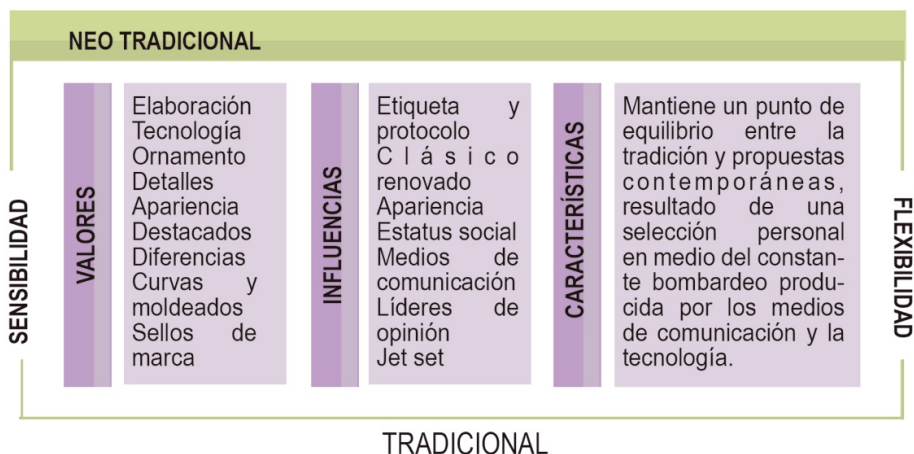 NEO TRADICIONAL
SENSIBILIDAD
VALORES
Elaboración
Tecnología
Ornamento
Detalles
Apariencia
Destacados
Diferencias
Curvas y
moldeados
Sellos de
marca
INFLUENCIAS
Etiqueta y
protocolo
Clásico
renovado
Apariencia
Estatus social
Medios de
comunicación
Líderes de
opinión
Jet set
CARACTERÍSTICAS
Mantiene un punto de
equilibrio entre la
tradición y propuestas
contemporáneas,
resultado de una
selección personal
en medio del constan-
te bombardeo produ-
cida por los medios
de comunicación y la
tecnología.
FLEXIBILIDAD
TRADICIONAL